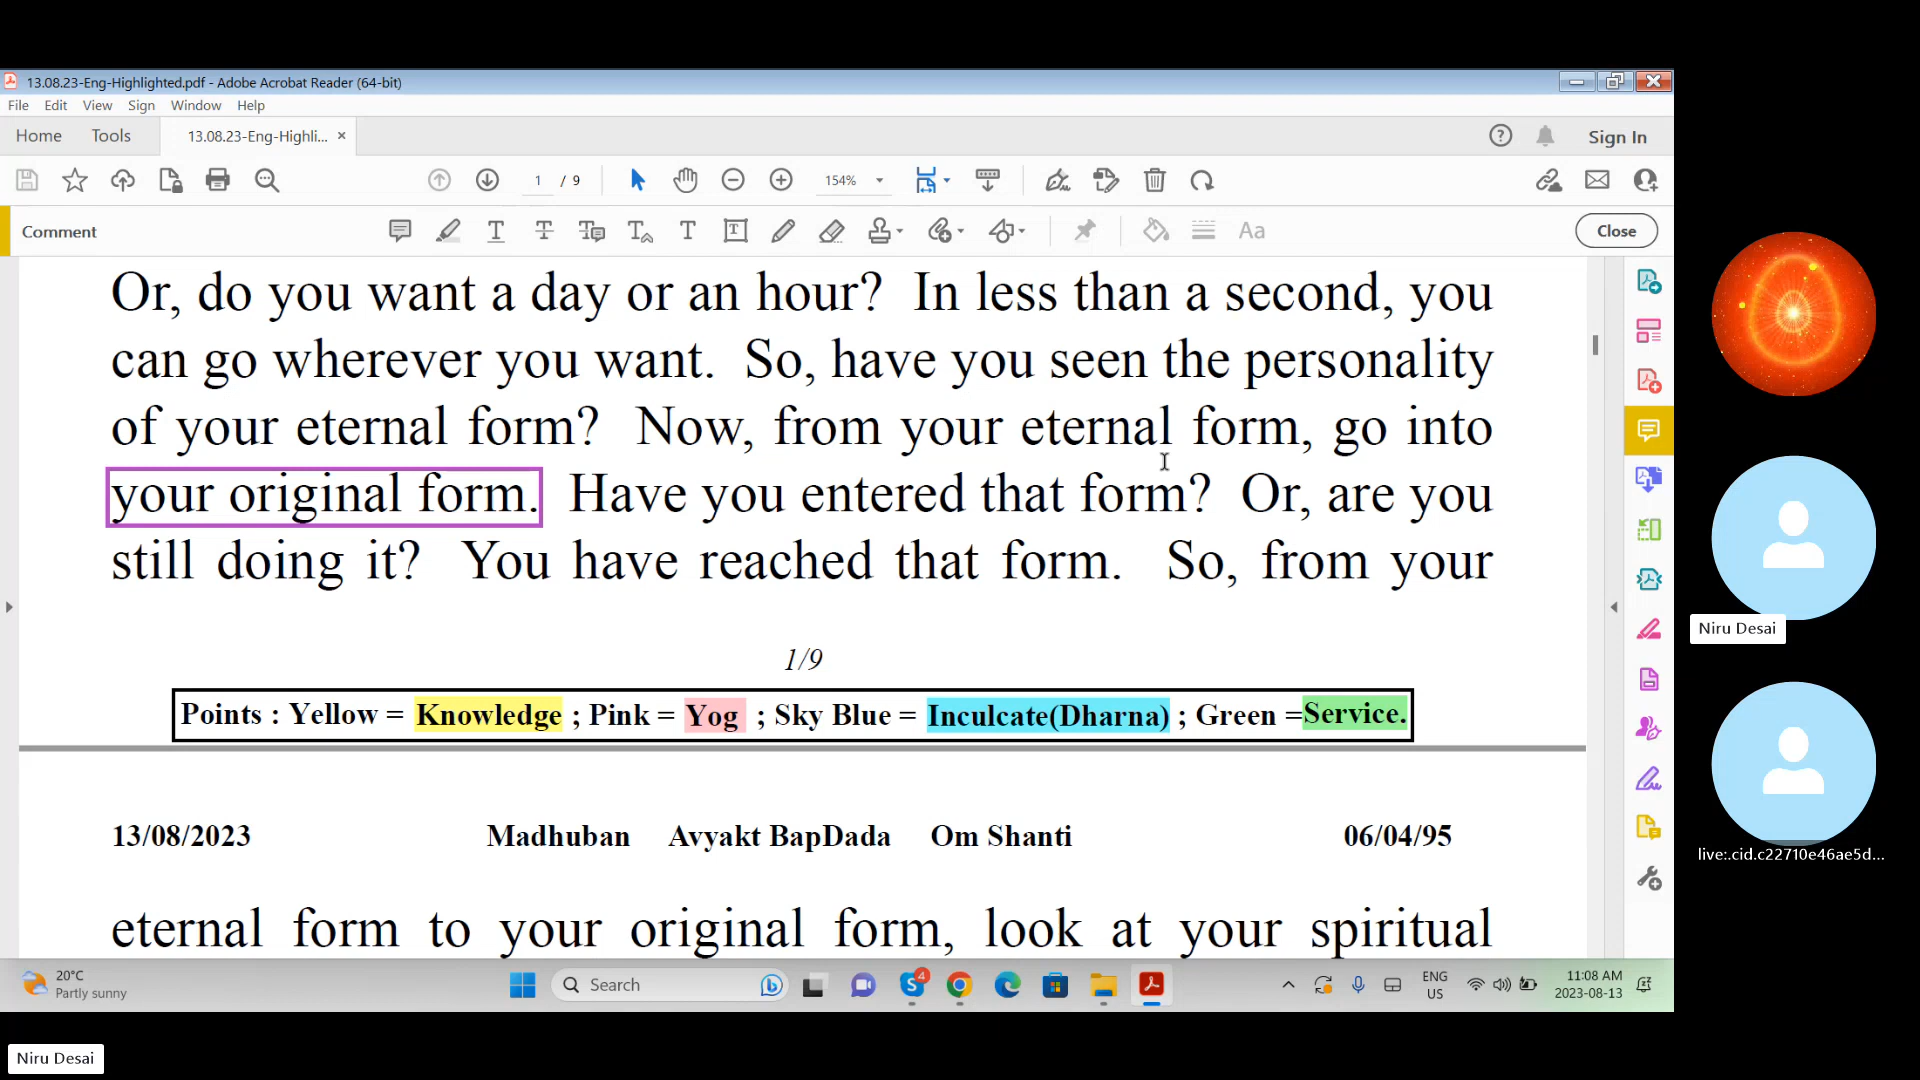 13.08.23-Eng-Highlighted.pdf - Adobe Acrobat Reader (64-bit)
File Edit View Sign Window Help
Home Tools 13.08.23-Eng-Highli... × Sign In
1 / 9 154%
Comment Aa Close
Or, do you want a day or an hour? In less than a second, you
can go wherever you want. So, have you seen the personality
of your eternal form? Now, from your eternal form, go into
your original form. Have you entered that form? Or, are you
still doing it? You have reached that form. So, from your
1/9
Points : Yellow = Knowledge ; Pink = Yog ; Sky Blue = Inculcate(Dharna) ; Green =Service.
13/08/2023 Madhuban Avyakt BapDada Om Shanti 06/04/95
eternal form to your original form, look at your spiritual
Niru Desai
live:.cid.c22710e46ae5d...
20°C
Partly sunny
Search
4
ENG
US
11:08 AM
2023-08-13
Niru Desai